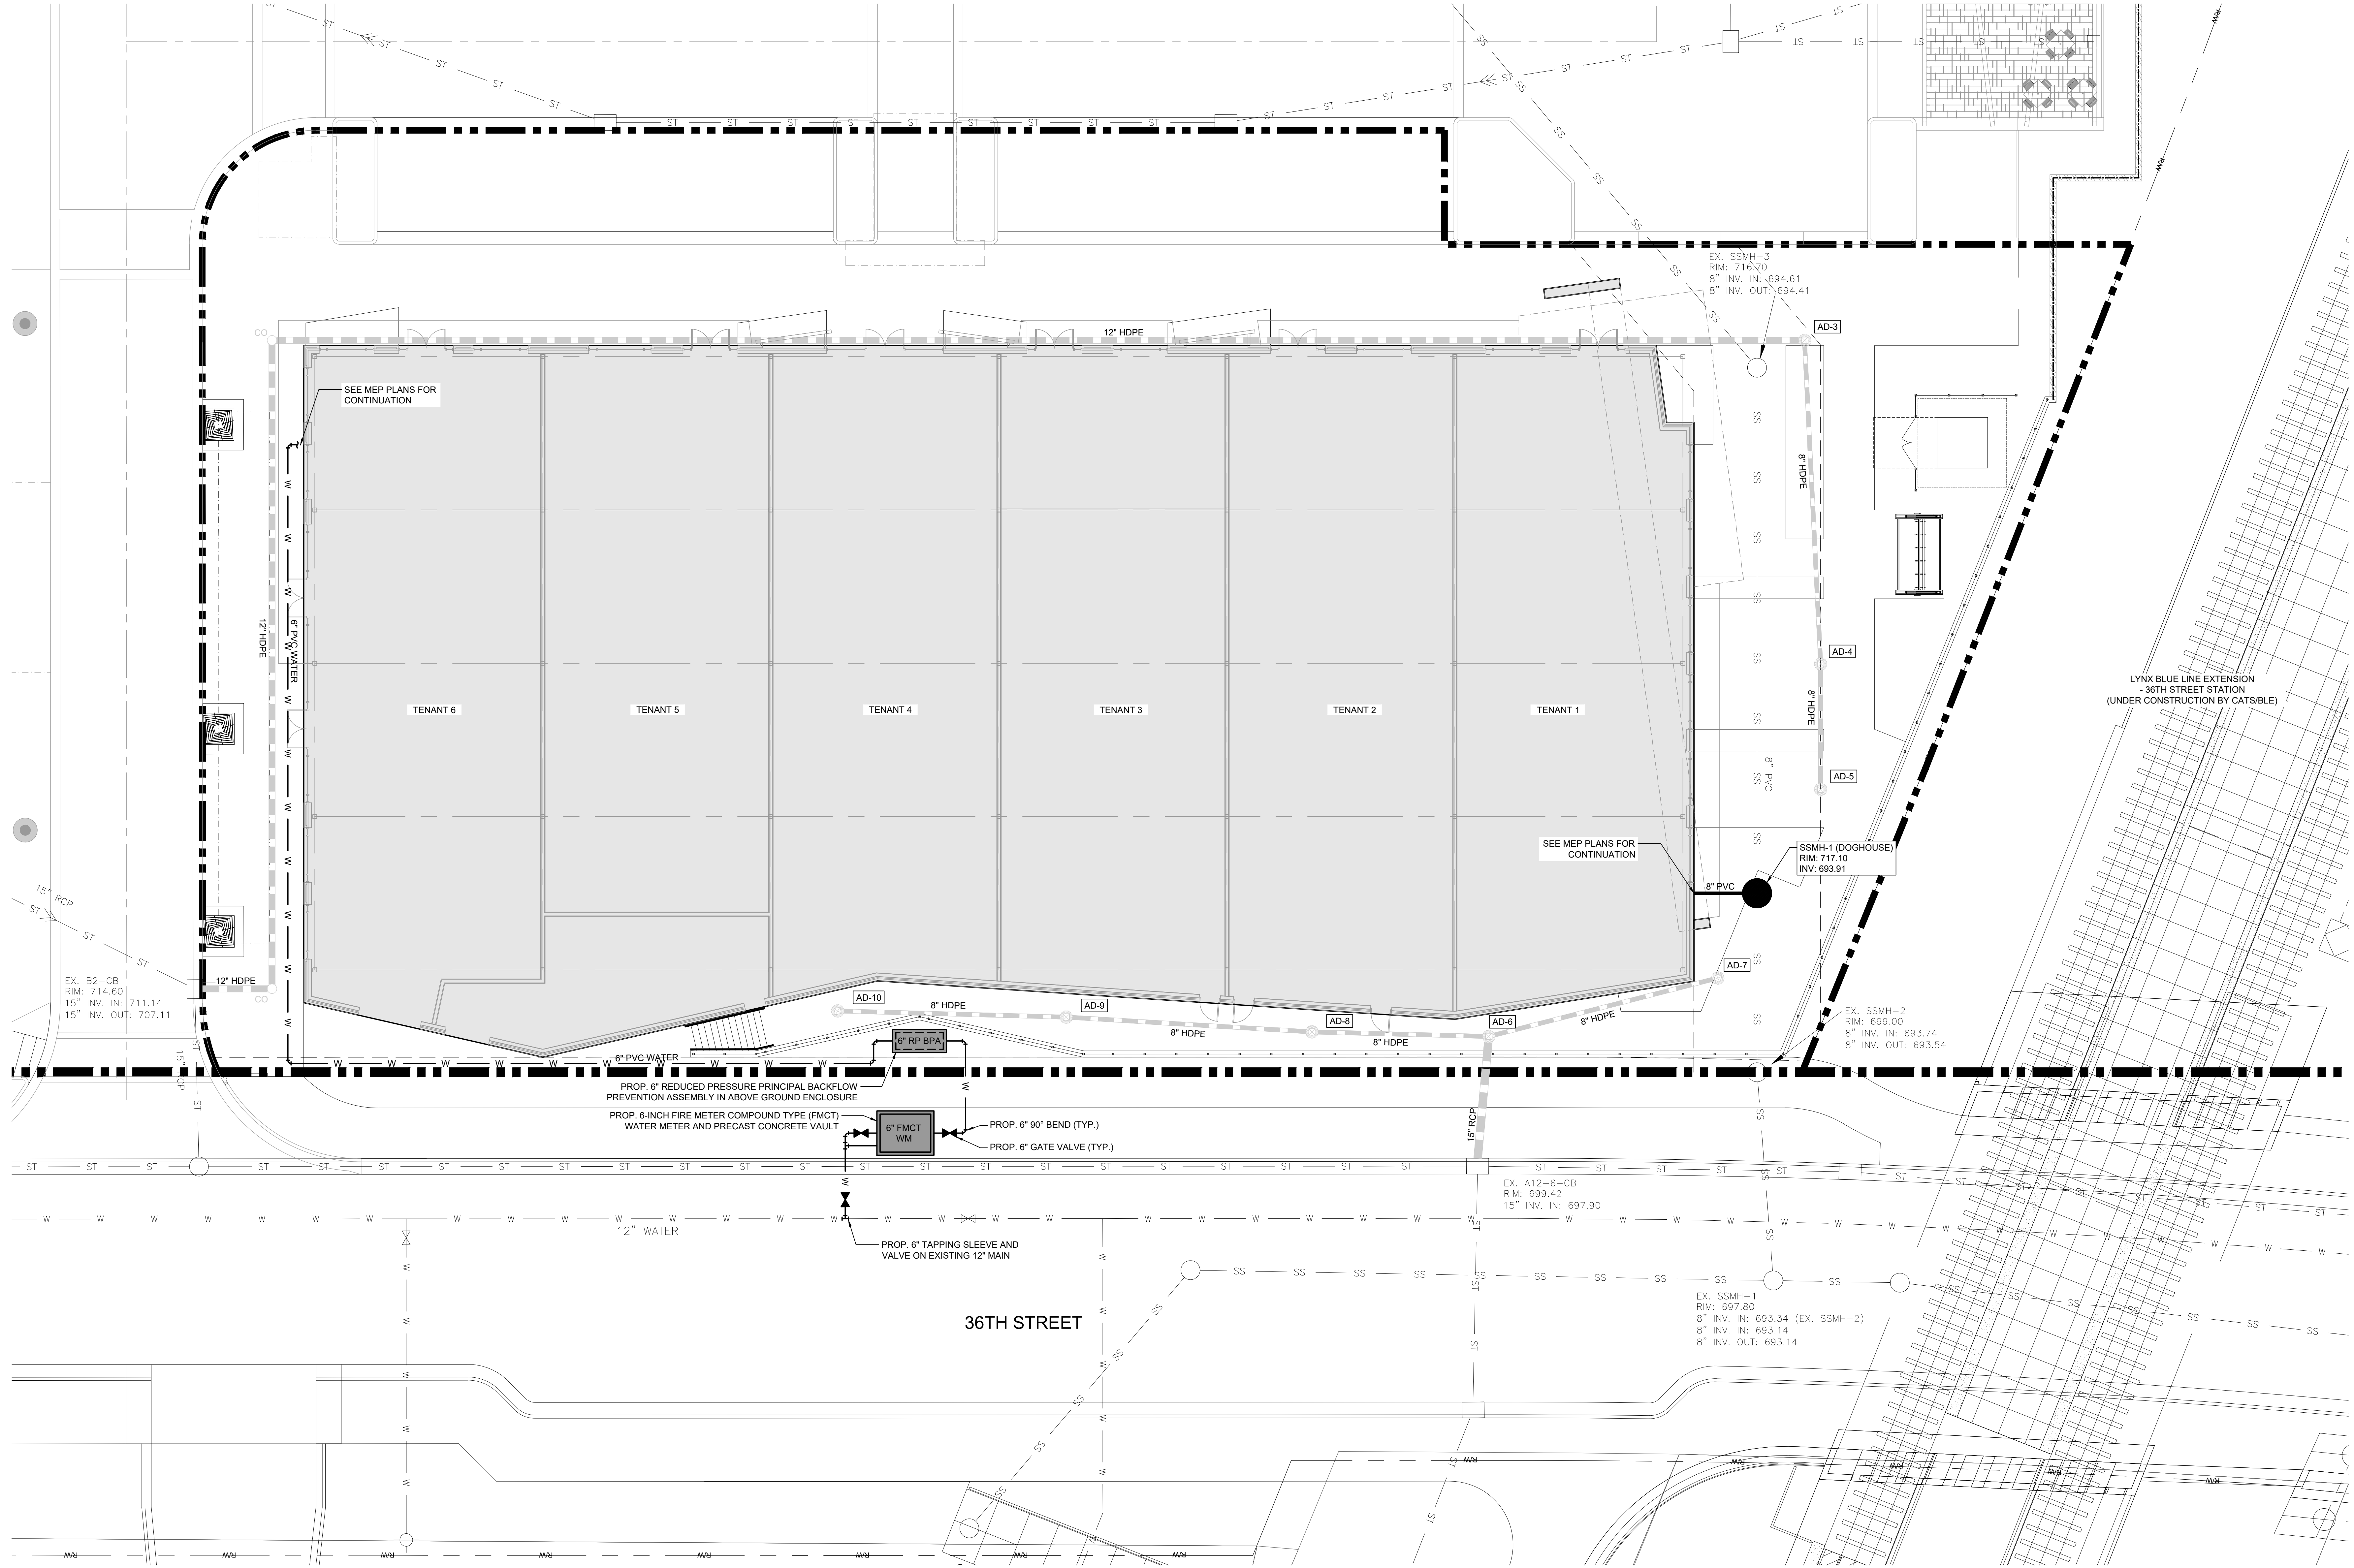 EX. SSMH-3
RIM: 716.70
8" INV. IN: 694.61
8" INV. OUT: 694.41
CO
12" HDPE
AD-3
SEE MEP PLANS FOR
CONTINUATION
8" HDPE
12" HDPE
6" PVC WATER
AD-4
8" HDPE
LYNX BLUE LINE EXTENSION
- 36TH STREET STATION
(UNDER CONSTRUCTION BY CATS/BLE)
TENANT 6
TENANT 5
TENANT 4
TENANT 3
TENANT 2
TENANT 1
8" PVC
AD-5
SEE MEP PLANS FOR
CONTINUATION
SSMH-1 (DOGHOUSE)
RIM: 717.10
INV: 693.91
8" PVC
15" RCP
EX. B2-CB
RIM: 714.60
15" INV. IN: 711.14
15" INV. OUT: 707.11
12" HDPE
CO
AD-7
AD-10
8" HDPE
AD-9
8" HDPE
AD-8
8" HDPE
AD-6
8" HDPE
EX. SSMH-2
RIM: 699.00
8" INV. IN: 693.74
8" INV. OUT: 693.54
6" RP BPA
6" PVC WATER
15" RCP
PROP. 6" REDUCED PRESSURE PRINCIPAL BACKFLOW
PREVENTION ASSEMBLY IN ABOVE GROUND ENCLOSURE
PROP. 6-INCH FIRE METER COMPOUND TYPE (FMCT)
WATER METER AND PRECAST CONCRETE VAULT
6" FMCT
WM
PROP. 6" 90° BEND (TYP.)
PROP. 6" GATE VALVE (TYP.)
15" RCP
EX. A12-6-CB
RIM: 699.42
15" INV. IN: 697.90
12" WATER
PROP. 6" TAPPING SLEEVE AND
VALVE ON EXISTING 12" MAIN
36TH STREET
EX. SSMH-1
RIM: 697.80
8" INV. IN: 693.34 (EX. SSMH-2)
8" INV. IN: 693.14
8" INV. OUT: 693.14